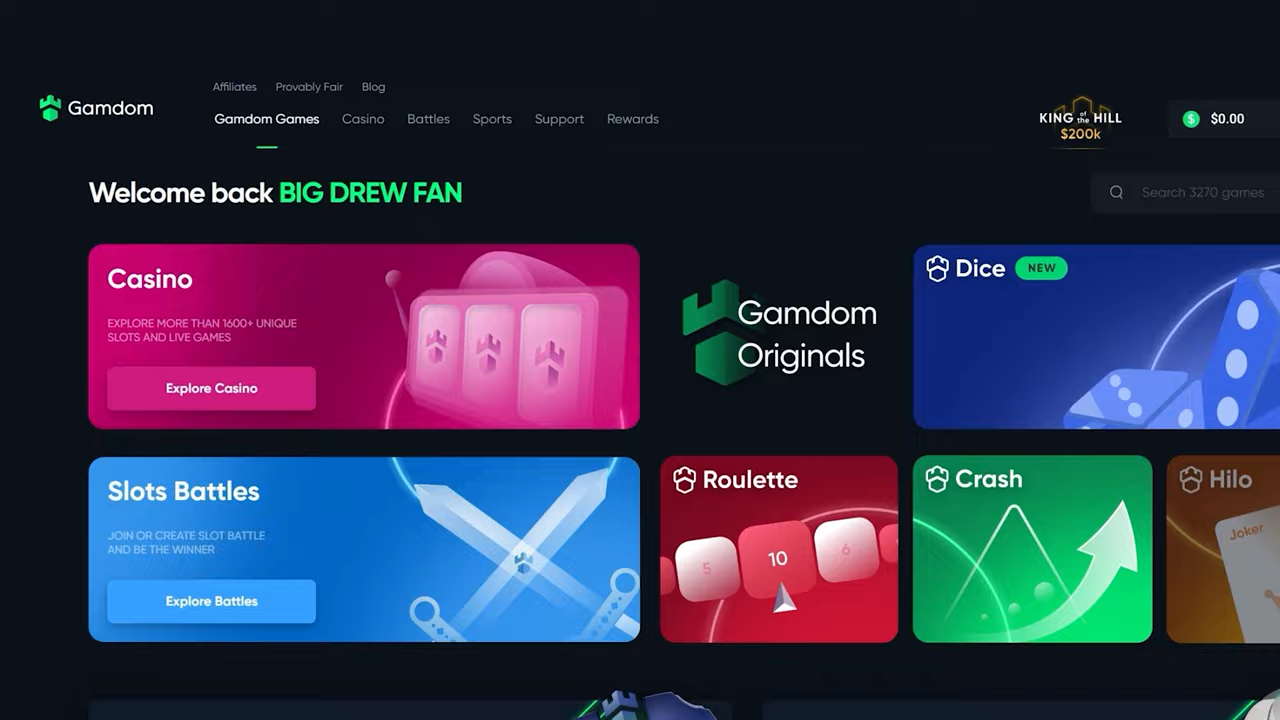 Affiliates Provably Fair Blog
Gamdom
Gamdom Games Casino Battles Sports Support Rewards
KING of the HILL
$200k
$ $0.00
Welcome back BIG DREW FAN
Search 3270 games
Casino
EXPLORE MORE THAN 1600+ UNIQUE
SLOTS AND LIVE GAMES
Explore Casino
Gamdom
Originals
Dice NEW
Slots Battles
JOIN OR CREATE SLOT BATTLE
AND BE THE WINNER
Explore Battles
Roulette
5 10 6
Crash
Hilo
Joker